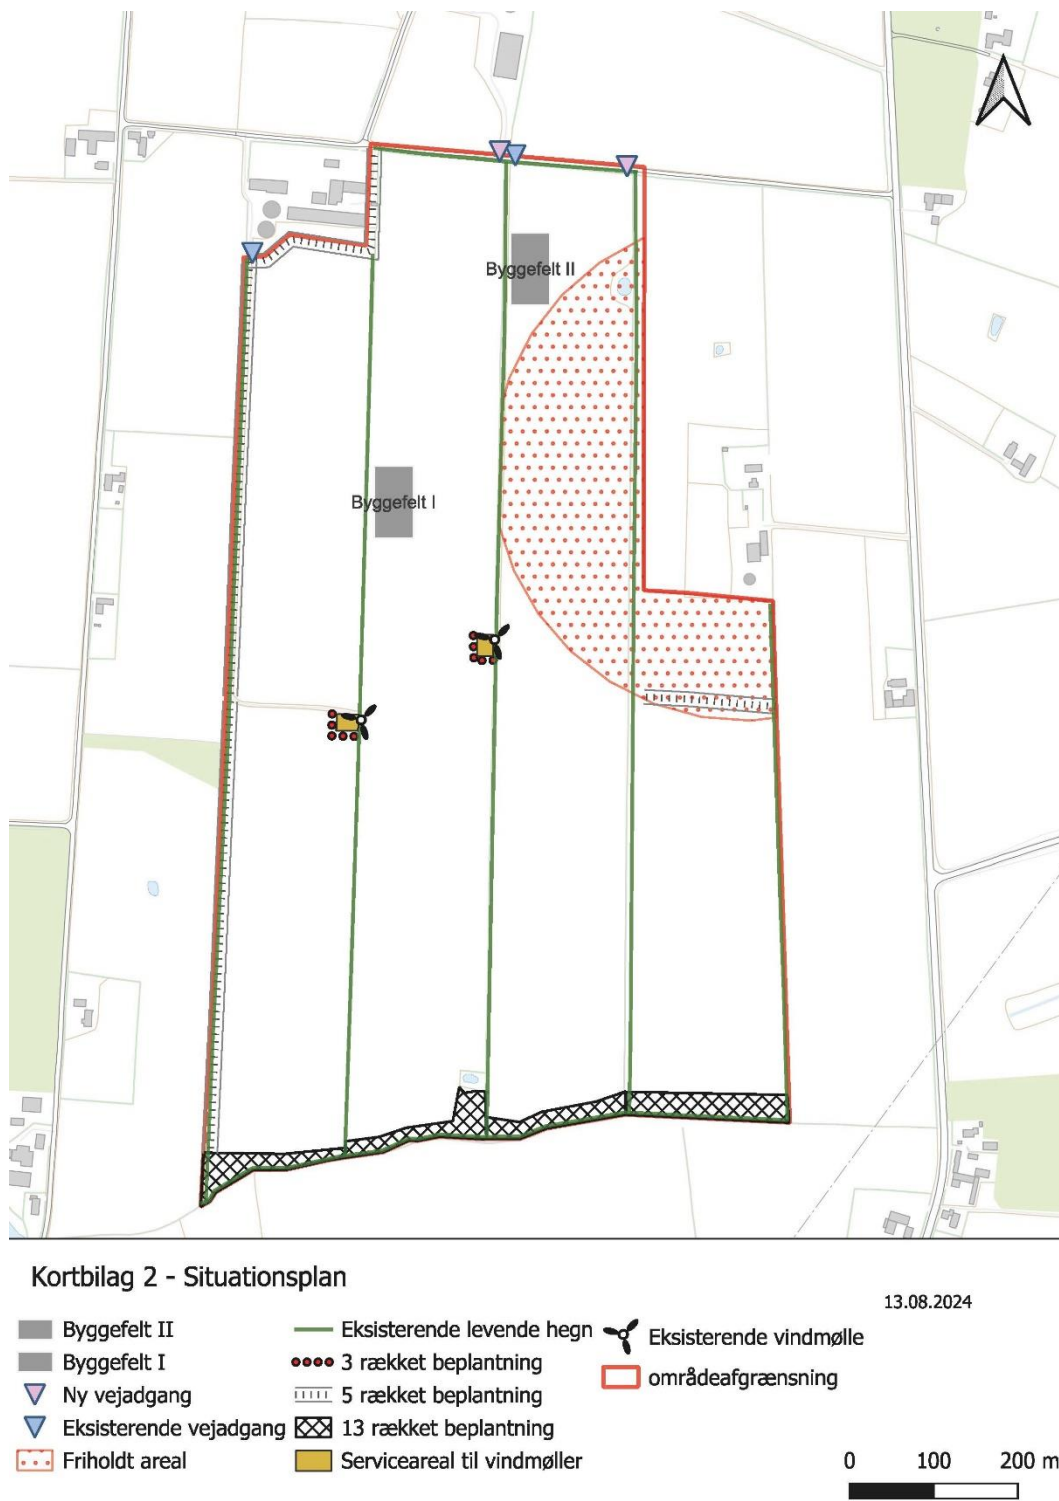 Byggefelt II
Byggefelt I
Kortbilag 2 - Situationsplan
13.08.2024
Byggefelt II
Byggefelt I
Ny vejadgang
Eksisterende vejadgang
Friholdt areal
Eksisterende levende hegn
3 rækket beplantning
5 rækket beplantning
13 rækket beplantning
Serviceareal til vindmøller
Eksisterende vindmølle
områdeafgrænsning
0 100 200 m